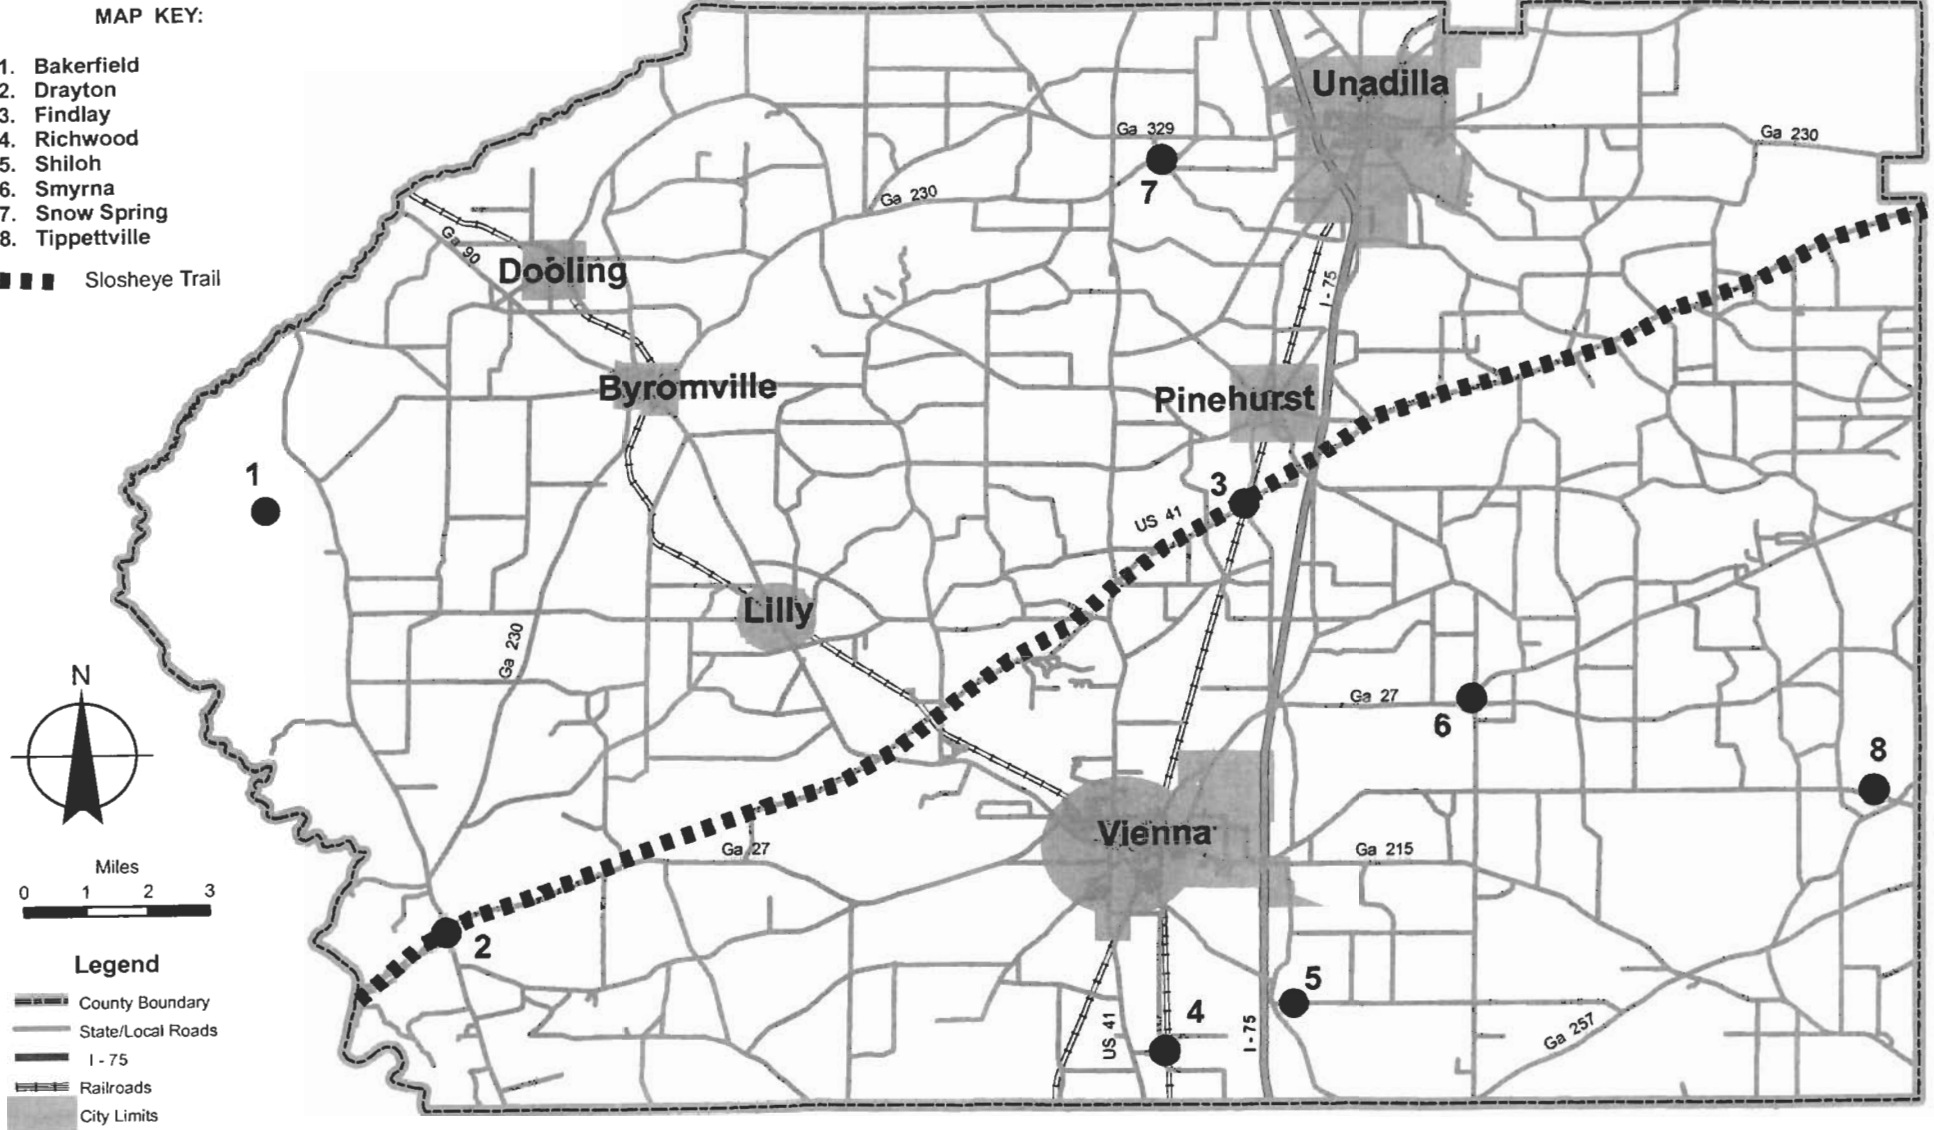 MAP KEY:
1. Bakerfield
2. Drayton
3. Findlay
4. Richwood
5. Shiloh
6. Smyrna
7. Snow Spring
8. Tippettville
Slosheye Trail
Unadilla
Ga 329
Ga 230
7
Ga 230
Ga 90
Dooling
I-75
Byromville
Pinehurst
1
3
US 41
Lilly
Ga 230
N
Ga 27
6
8
Vienna
Ga 27
Ga 215
Miles
0 1 2 3
2
5
4
US 41
I-75
Ga 257
Legend
County Boundary
State/Local Roads
I - 75
Railroads
City Limits